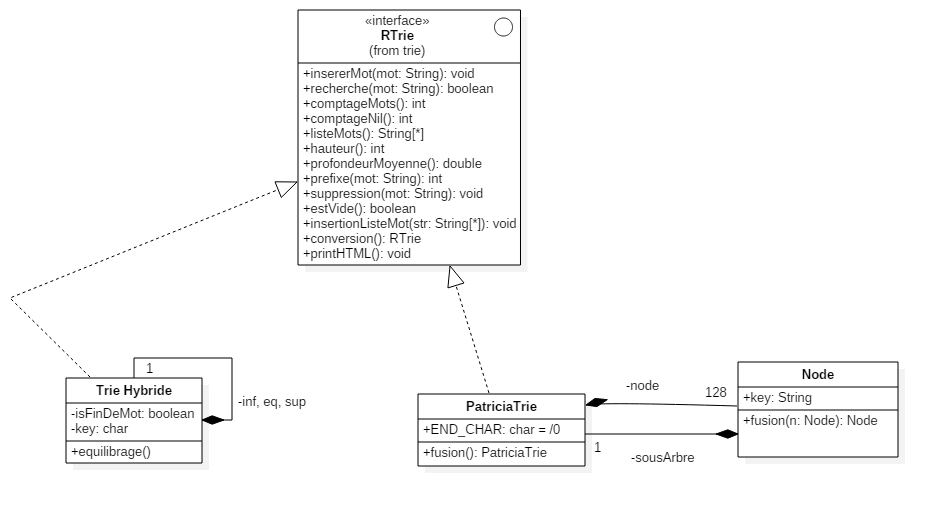 «interface»
RTrie
(from trie)
+insererMot(mot: String): void
+recherche(mot: String): boolean
+comptageMots(): int
+comptageNil(): int
+listeMots(): String[*]
+hauteur(): int
+profondeurMoyenne(): double
+prefixe(mot: String): int
+suppression(mot: String): void
+estVide(): boolean
+insertionListeMot(str: String[*]): void
+conversion(): RTrie
+printHTML(): void
1
Trie Hybride
-isFinDeMot: boolean
-key: char
+equilibrage()
-inf, eq, sup
PatriciaTrie
+END_CHAR: char = /0
+fusion(): PatriciaTrie
-node
128
1
-sousArbre
Node
+key: String
+fusion(n: Node): Node